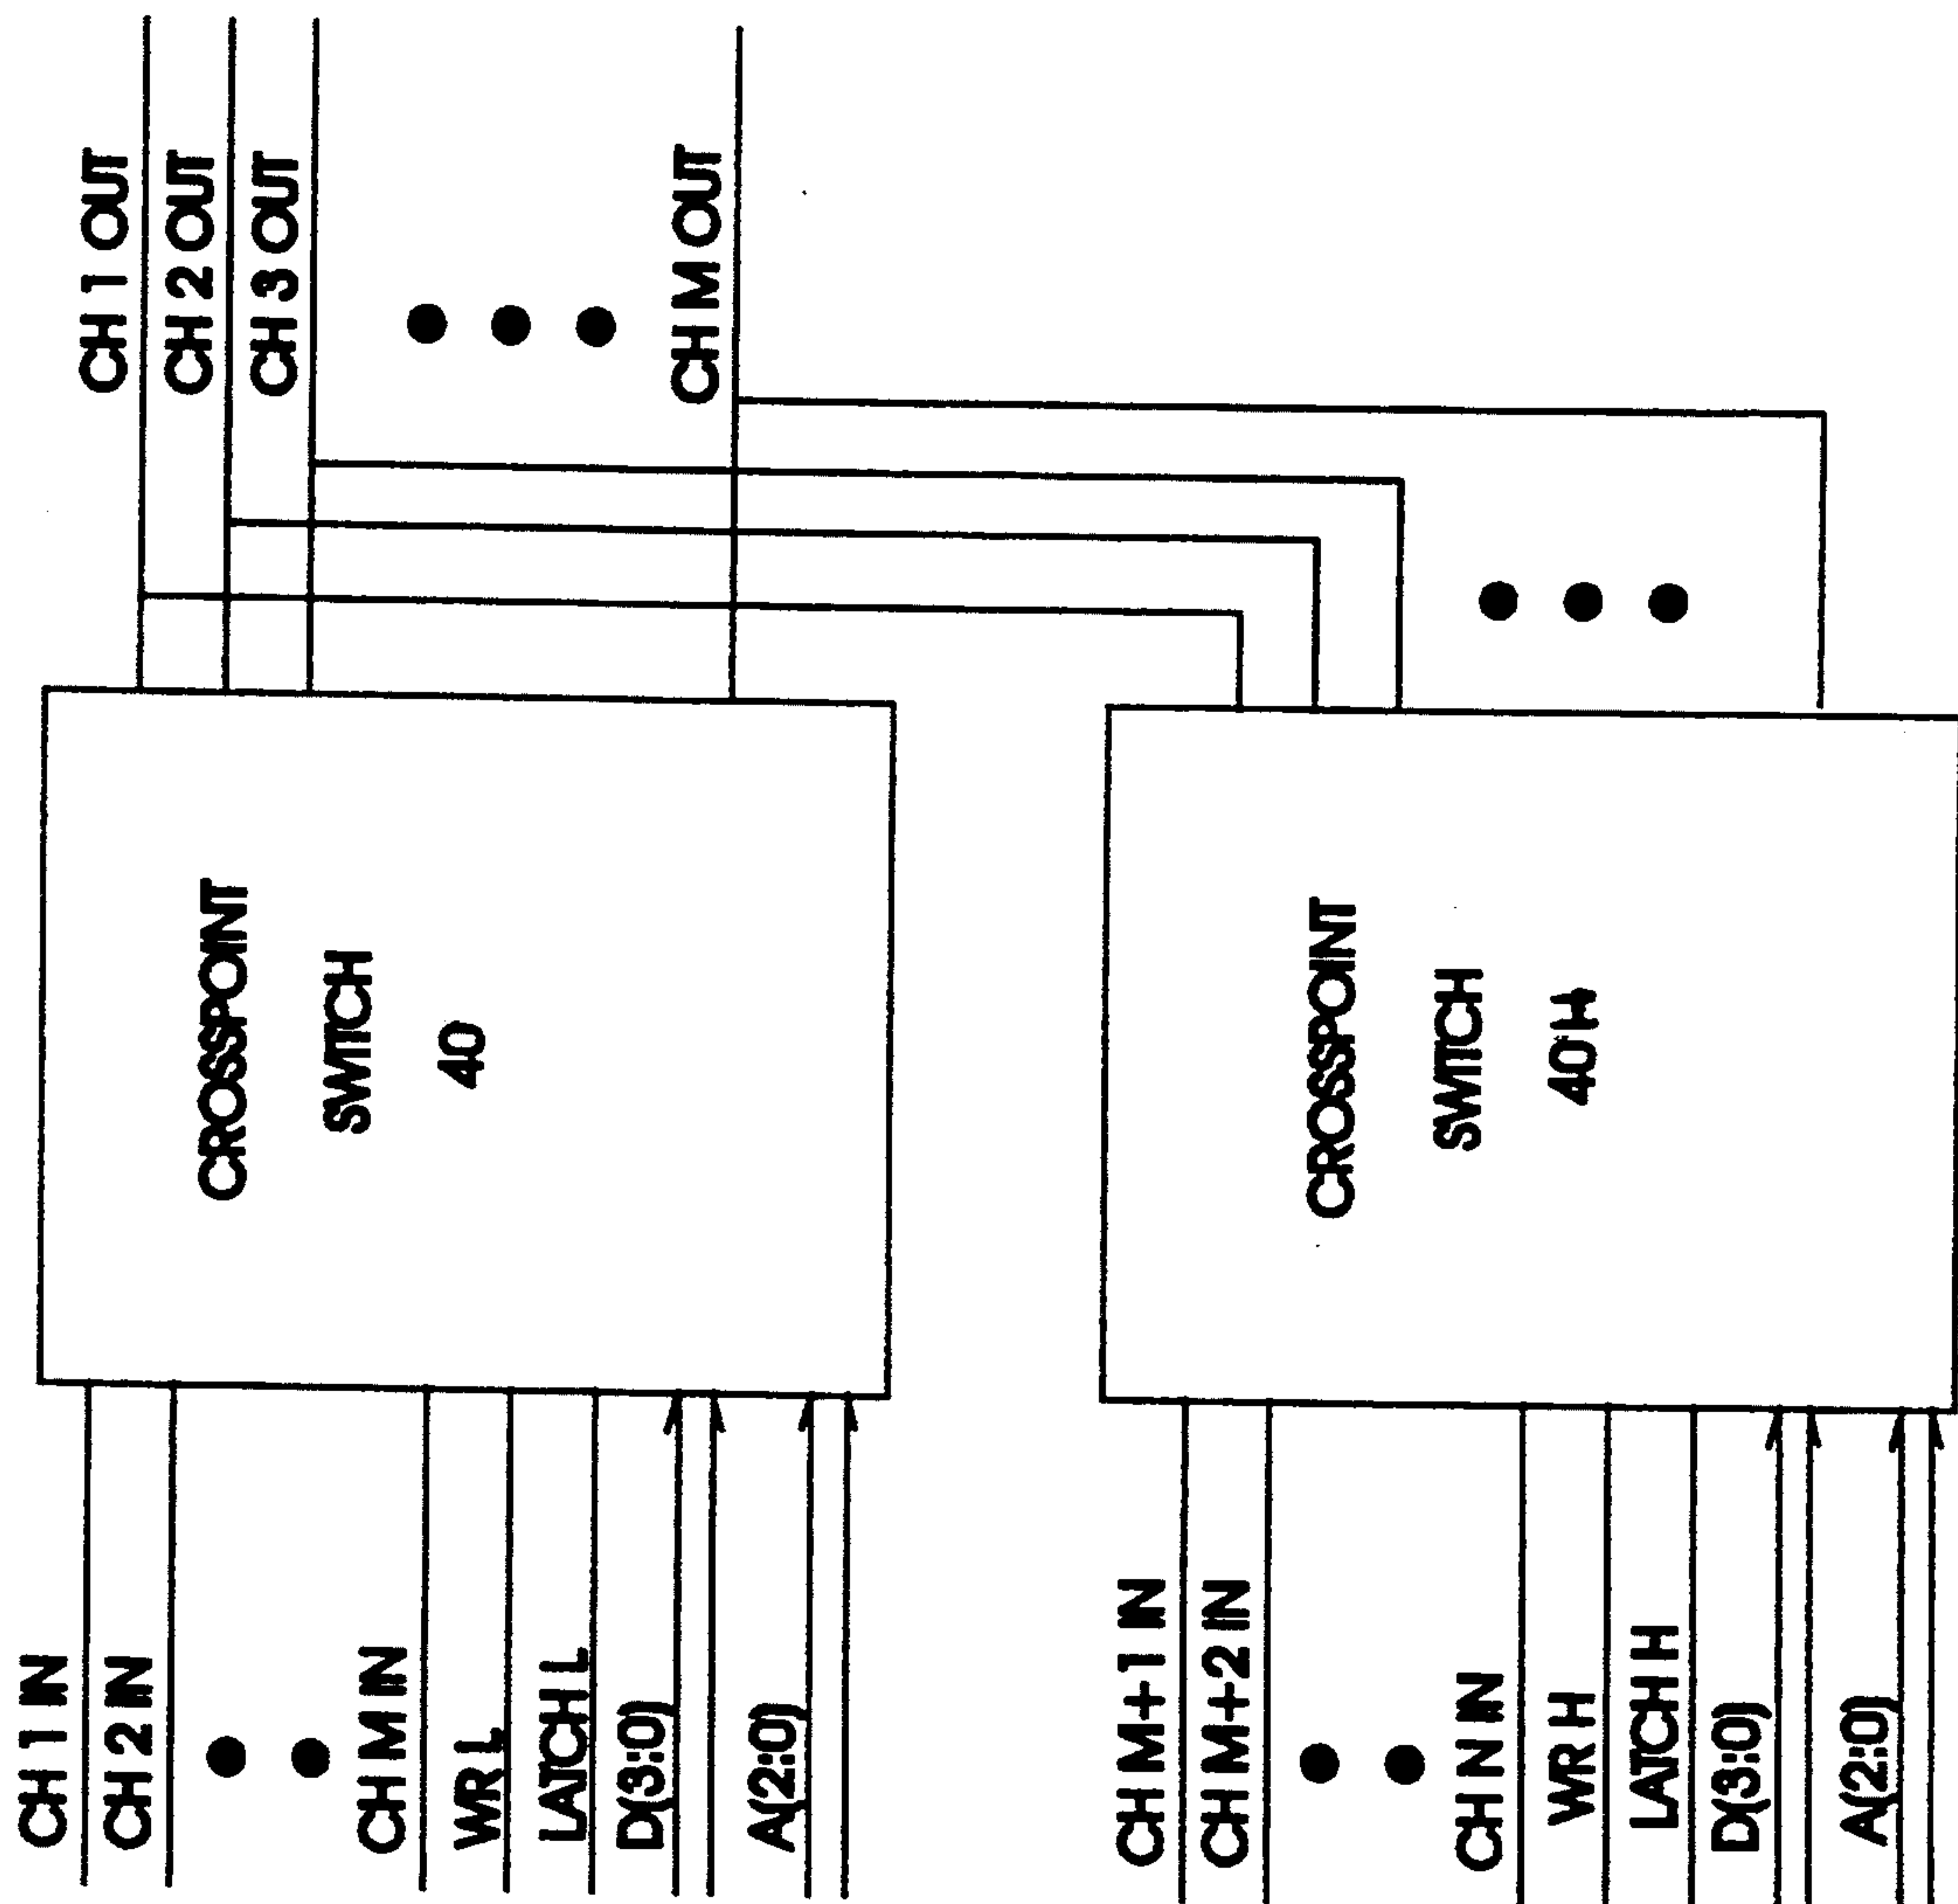 CH 1 IN
CH 2 IN
CH M IN
WR L
LATCH L
D(3:0)
A(2:0)
CROSSPOINT
SWITCH
40
CH 1 OUT
CH 2 OUT
CH 3 OUT
CH M OUT
CH M+1 IN
CH M+2 IN
CH N IN
WR H
LATCH H
D(3:0)
A(2:0)
CROSSPOINT
SWITCH
40'H